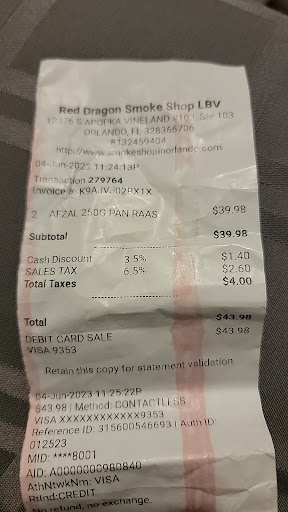 Red Dragon Smoke Shop LBV
12376 S APOPKA VINELAND #103, Ste 103
ORLANDO, FL 328366706
8132459404
http://www.smokeshopinorlando.com
04-Jun-2023 11:24:13P
Transaction 279764
Invoice #
2 AFZAL 250G PAN RAAS $39.98
Subtotal $39.98
Cash Discount 3.5% $1.40
SALES TAX 6.5% $2.60
Total Taxes $4.00
Total $43.98
DEBIT CARD SALE $43.98
VISA 9353
Retain this copy for statement validation
04-Jun-2023 11:25:22P
$43.98 | Method: CONTACTLESS
VISA XXXXXXXXXXXX9353
Reference ID: 315600546693 | Auth ID:
012523
MID: ****8001
AID: A0000000980840
AthNtwkNm: VISA
RtInd:CREDIT
No refund, no exchange.